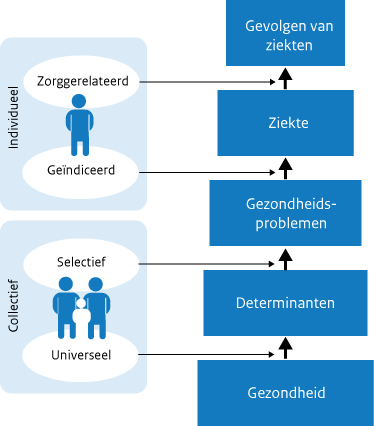 Gevolgen van
ziekten
Individueel
Zorggerelateerd
Ziekte
Geïndiceerd
Gezondheids-
problemen
Collectief
Selectief
Determinanten
Universeel
Gezondheid